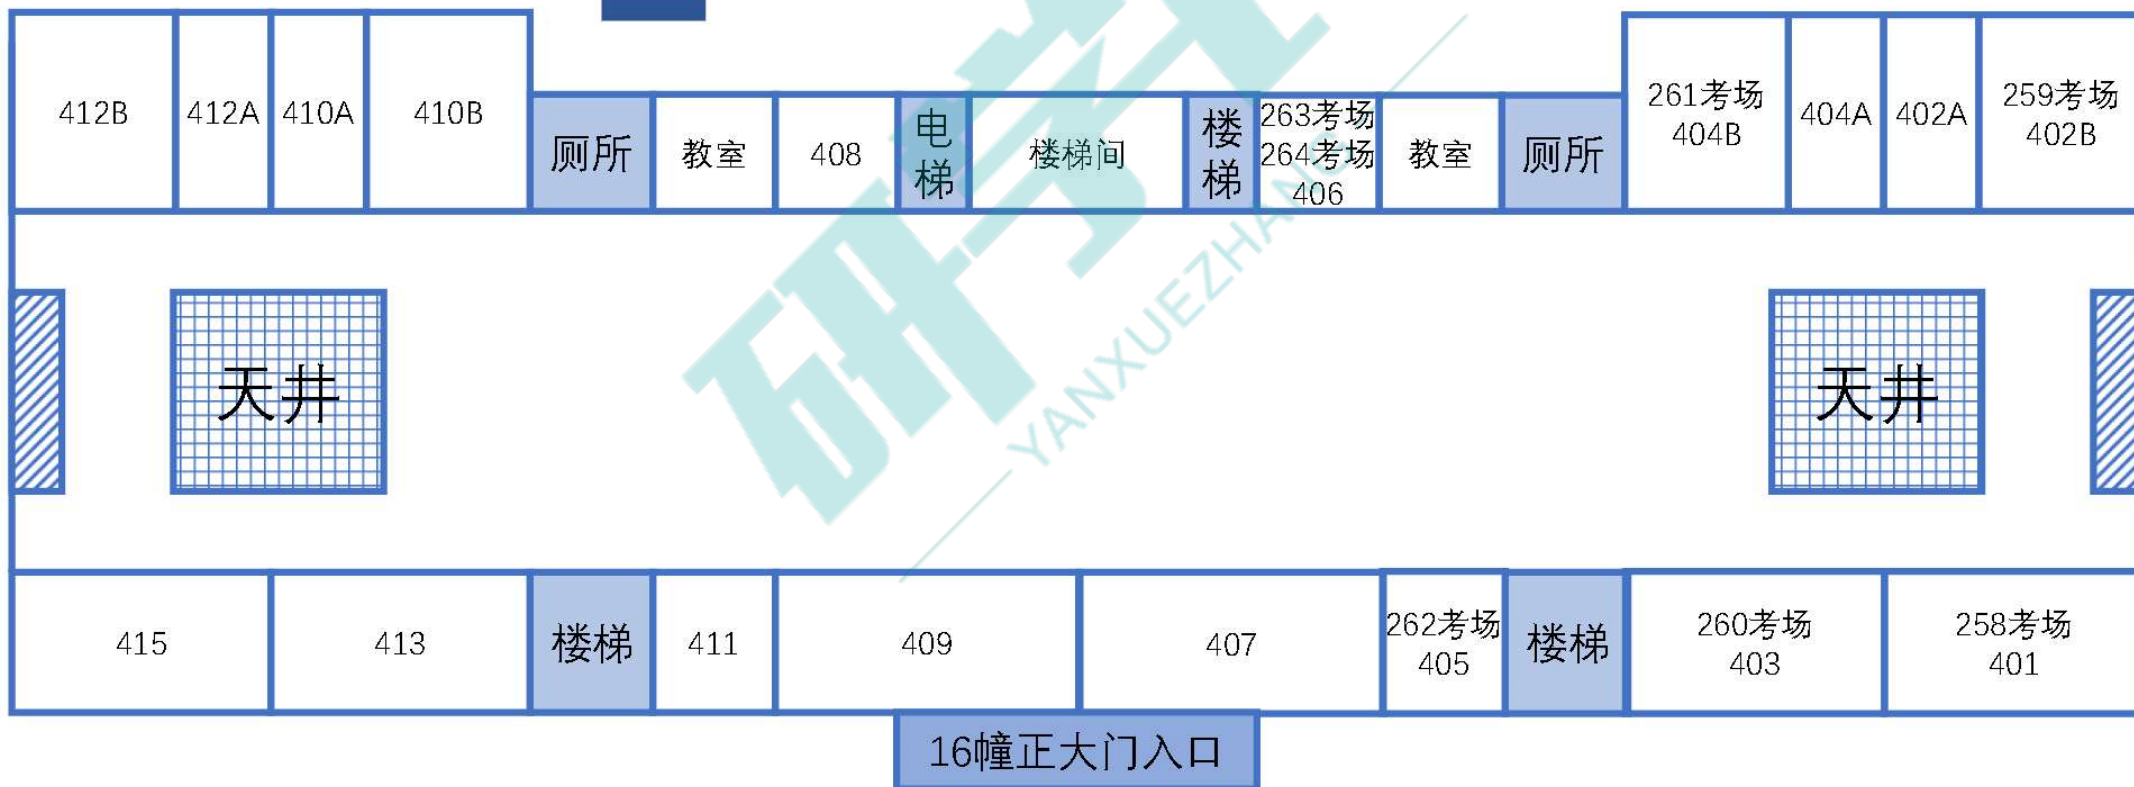 412B
412A
410A
410B
厕所
教室
408
电
梯
楼梯间
楼
梯
263考场
264考场
406
教室
厕所
261考场
404B
404A
402A
259考场
402B
天井
天井
研学
YANXUEZHANG
415
413
楼梯
411
409
407
262考场
405
楼梯
260考场
403
258考场
401
16幢正大门入口